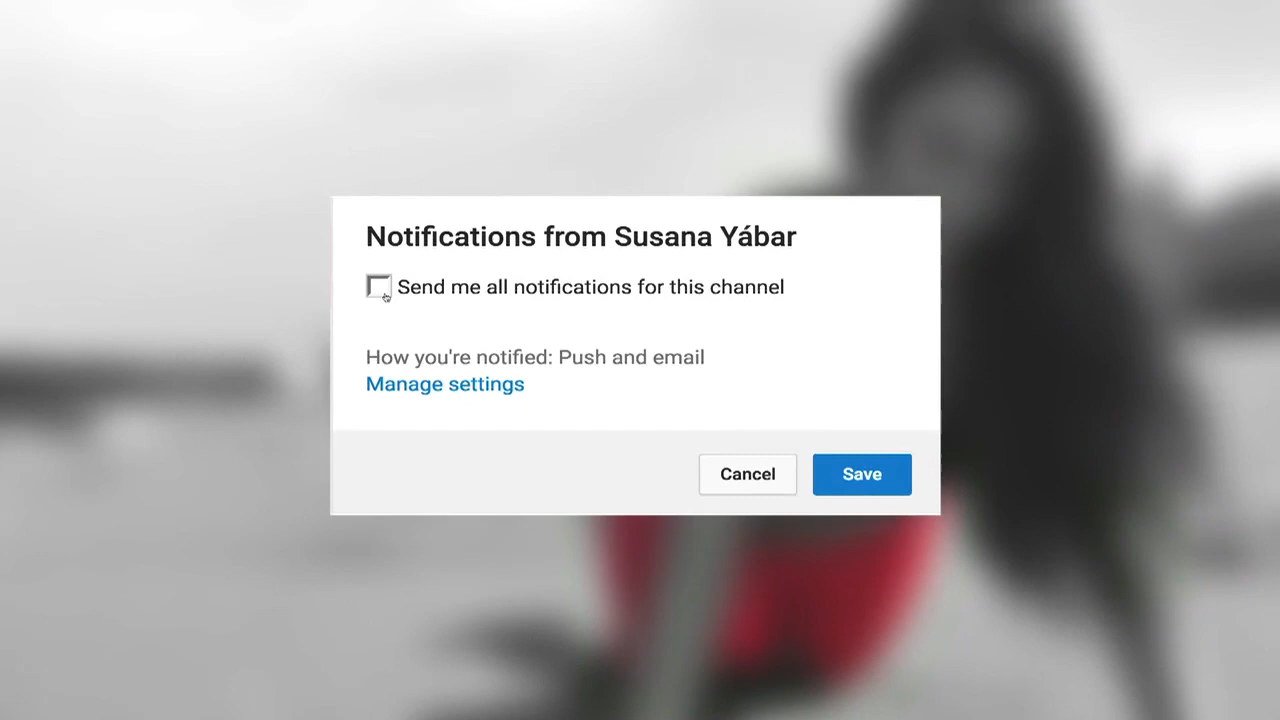 Notifications from Susana Yábar
Send me all notifications for this channel
How you're notified: Push and email
Manage settings
Cancel
Save